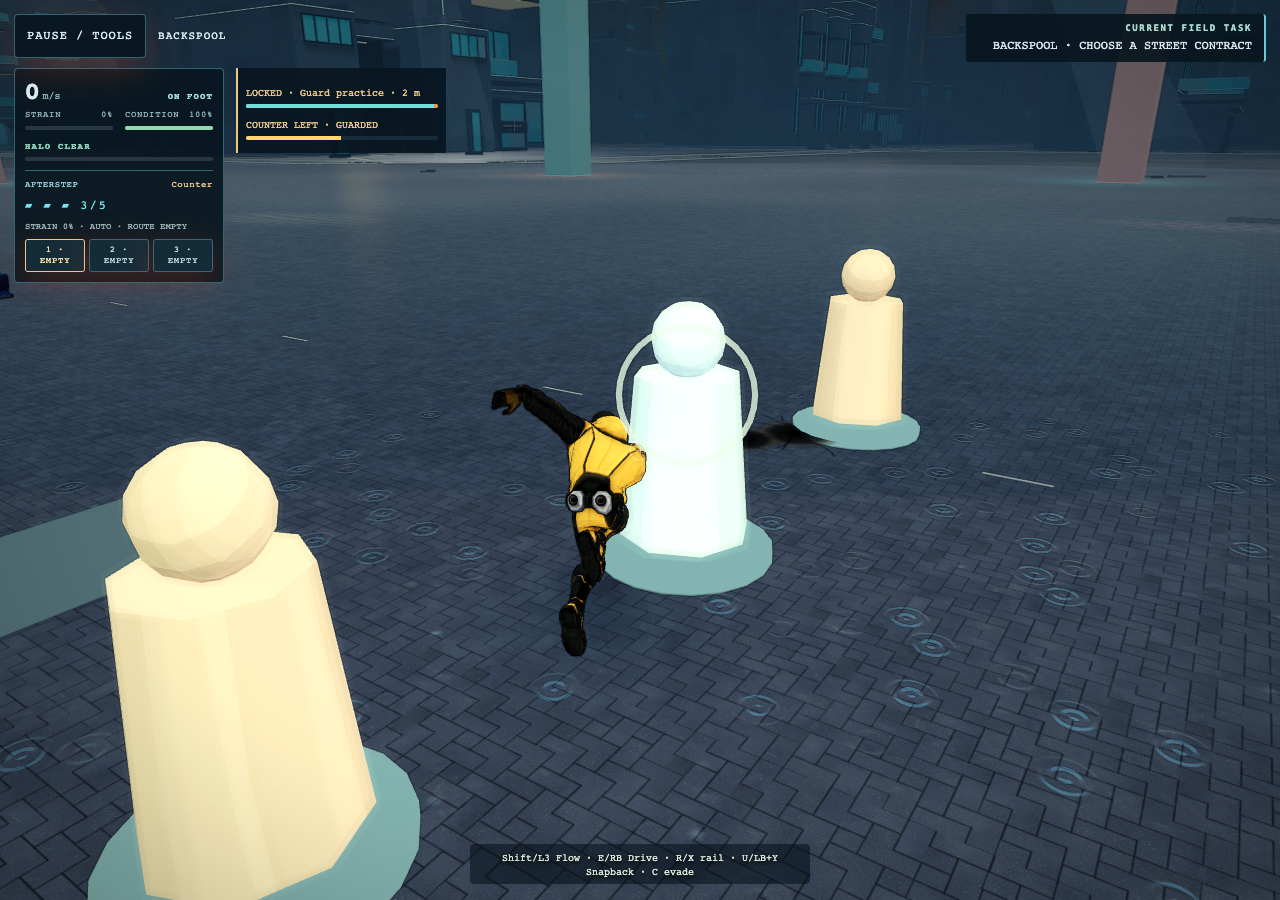 PAUSE / TOOLS
BACKSPOOL
CURRENT FIELD TASK
BACKSPOOL · CHOOSE A STREET CONTRACT
0 m/s
ON FOOT
STRAIN 0%
CONDITION 100%
HALO CLEAR
AFTERSTEP
Counter
3/5
STRAIN 0% · AUTO · ROUTE EMPTY
1 · EMPTY
2 · EMPTY
3 · EMPTY
LOCKED · Guard practice · 2 m
COUNTER LEFT · GUARDED
Shift/L3 Flow · E/RB Drive · R/X rail · U/LB+Y
Snapback · C evade